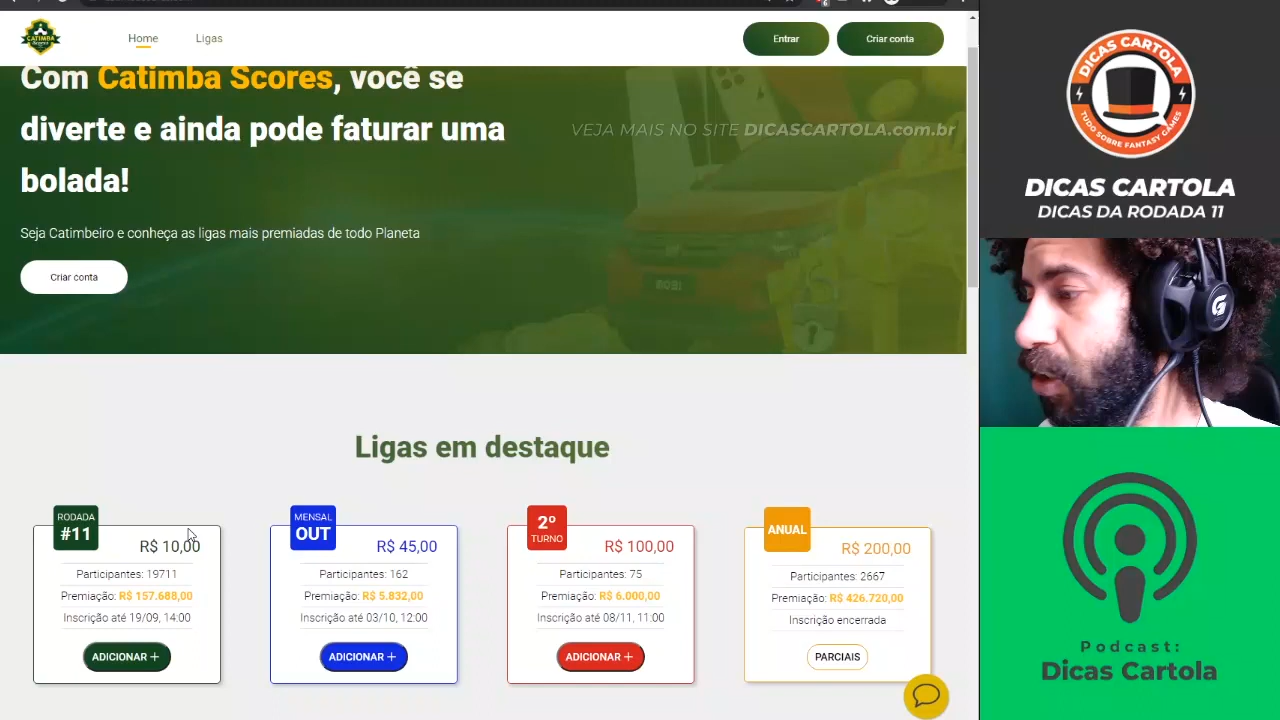 CATIMBA
Scores
Home
Ligas
Entrar
Criar conta
Com Catimba Scores, você se
diverte e ainda pode faturar uma
bolada!
VEJA MAIS NO SITE DICASCARTOLA.com.br
Seja Catimbeiro e conheça as ligas mais premiadas de todo Planeta
Criar conta
MOBI
Ligas em destaque
RODADA
#11
R$ 10,00
Participantes: 19711
Premiação: R$ 157.688,00
Inscrição até 19/09, 14:00
ADICIONAR +
MENSAL
OUT
R$ 45,00
Participantes: 162
Premiação: R$ 5.832,00
Inscrição até 03/10, 12:00
ADICIONAR +
2º
TURNO
R$ 100,00
Participantes: 75
Premiação: R$ 6.000,00
Inscrição até 08/11, 11:00
ADICIONAR +
ANUAL
R$ 200,00
Participantes: 2667
Premiação: R$ 426.720,00
Inscrição encerrada
PARCIAIS
DICAS CARTOLA
TUDO SOBRE FANTASY GAMES
DICAS CARTOLA
DICAS DA RODADA 11
Podcast:
Dicas Cartola